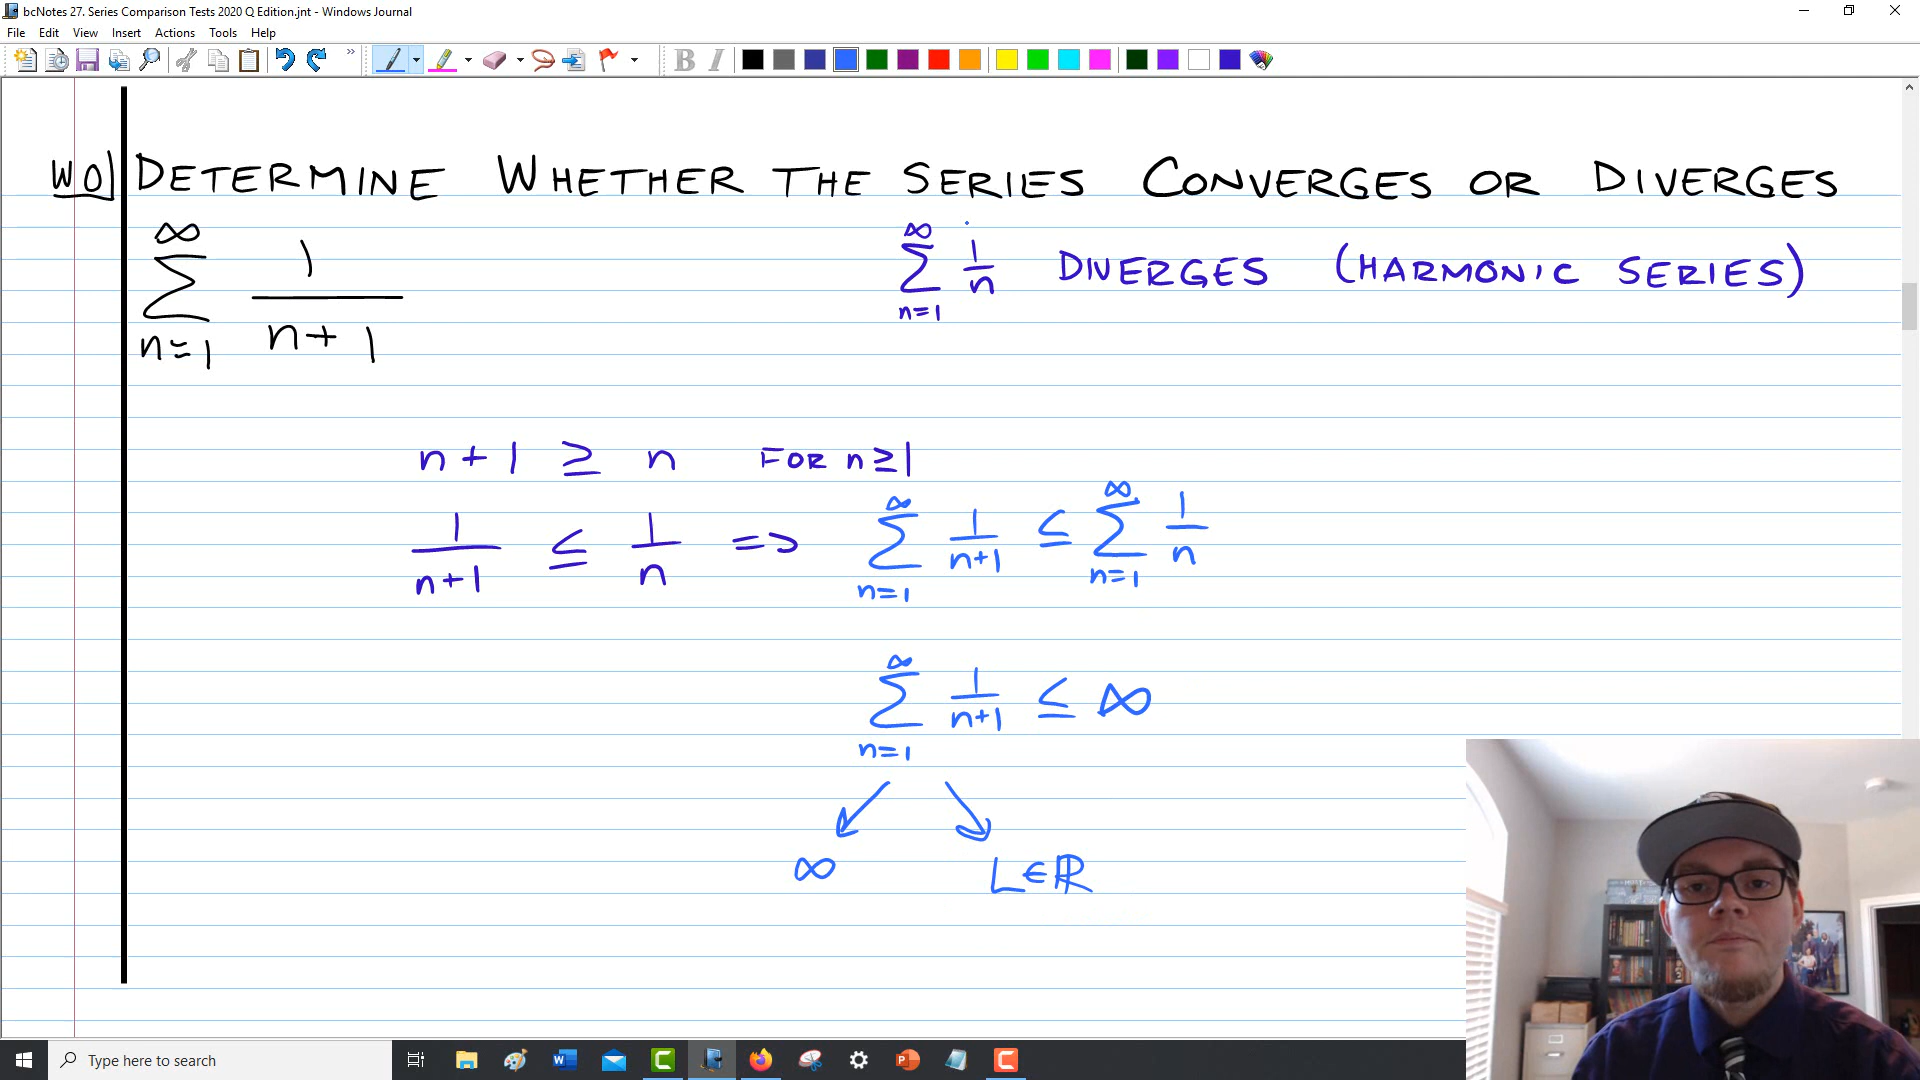 bcNotes 27. Series Comparison Tests 2020 Q Edition.jnt - Windows Journal
File Edit View Insert Actions Tools Help
B I
WO] DETERMINE WHETHER THE SERIES CONVERGES OR DIVERGES
∞ Σ n=1 1/(n+1)
∞ Σ n=1 1/n DIVERGES (HARMONIC SERIES)
n+1 ≥ n FOR n≥1
1/(n+1) ≤ 1/n => ∞ Σ n=1 1/(n+1) ≤ ∞ Σ n=1 1/n
∞ Σ n=1 1/(n+1) ≤ ∞
∞ L∈ℝ
Type here to search